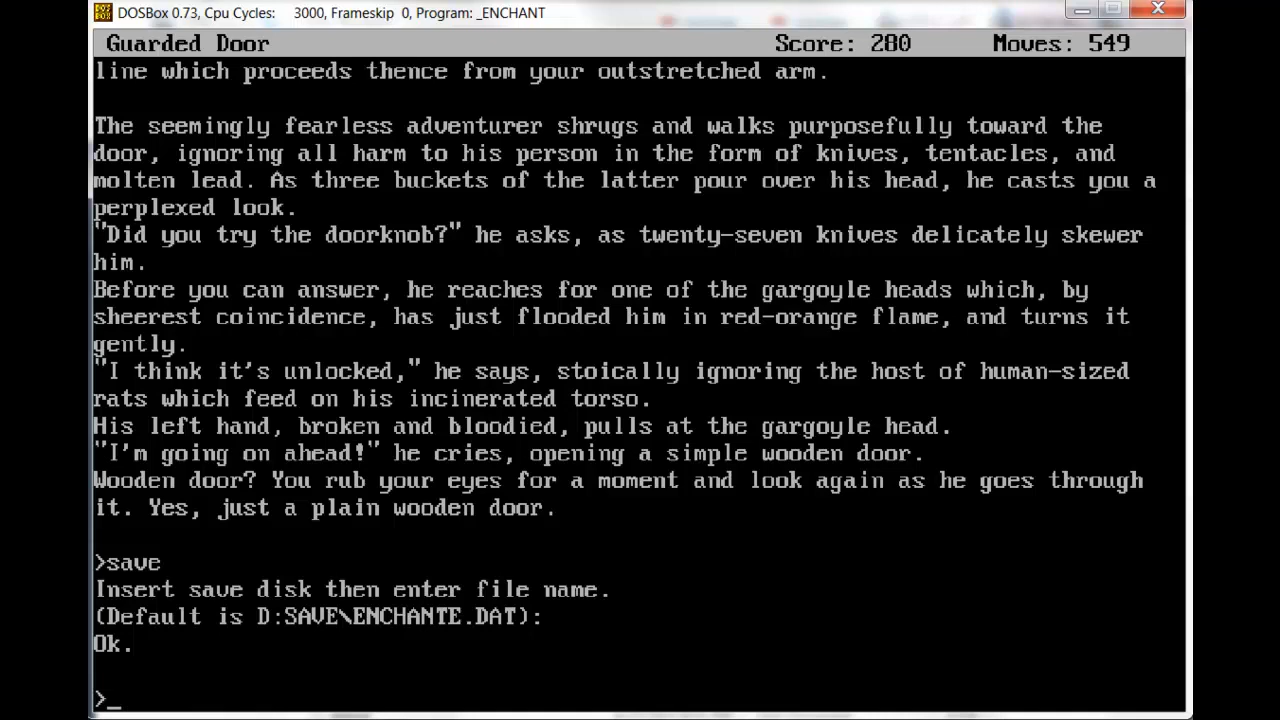 DOSBox 0.73, Cpu Cycles: 3000, Frameskip 0, Program: _ENCHANT
Guarded Door Score: 280 Moves: 549
line which proceeds thence from your outstretched arm.
The seemingly fearless adventurer shrugs and walks purposefully toward the
door, ignoring all harm to his person in the form of knives, tentacles, and
molten lead. As three buckets of the latter pour over his head, he casts you a
perplexed look.
"Did you try the doorknob?" he asks, as twenty-seven knives delicately skewer
him.
Before you can answer, he reaches for one of the gargoyle heads which, by
sheerest coincidence, has just flooded him in red-orange flame, and turns it
gently.
"I think it's unlocked," he says, stoically ignoring the host of human-sized
rats which feed on his incinerated torso.
His left hand, broken and bloodied, pulls at the gargoyle head.
"I'm going on ahead!" he cries, opening a simple wooden door.
Wooden door? You rub your eyes for a moment and look again as he goes through
it. Yes, just a plain wooden door.
>save
Insert save disk then enter file name.
(Default is D:SAVE\ENCHANTE.DAT):
Ok.
>_